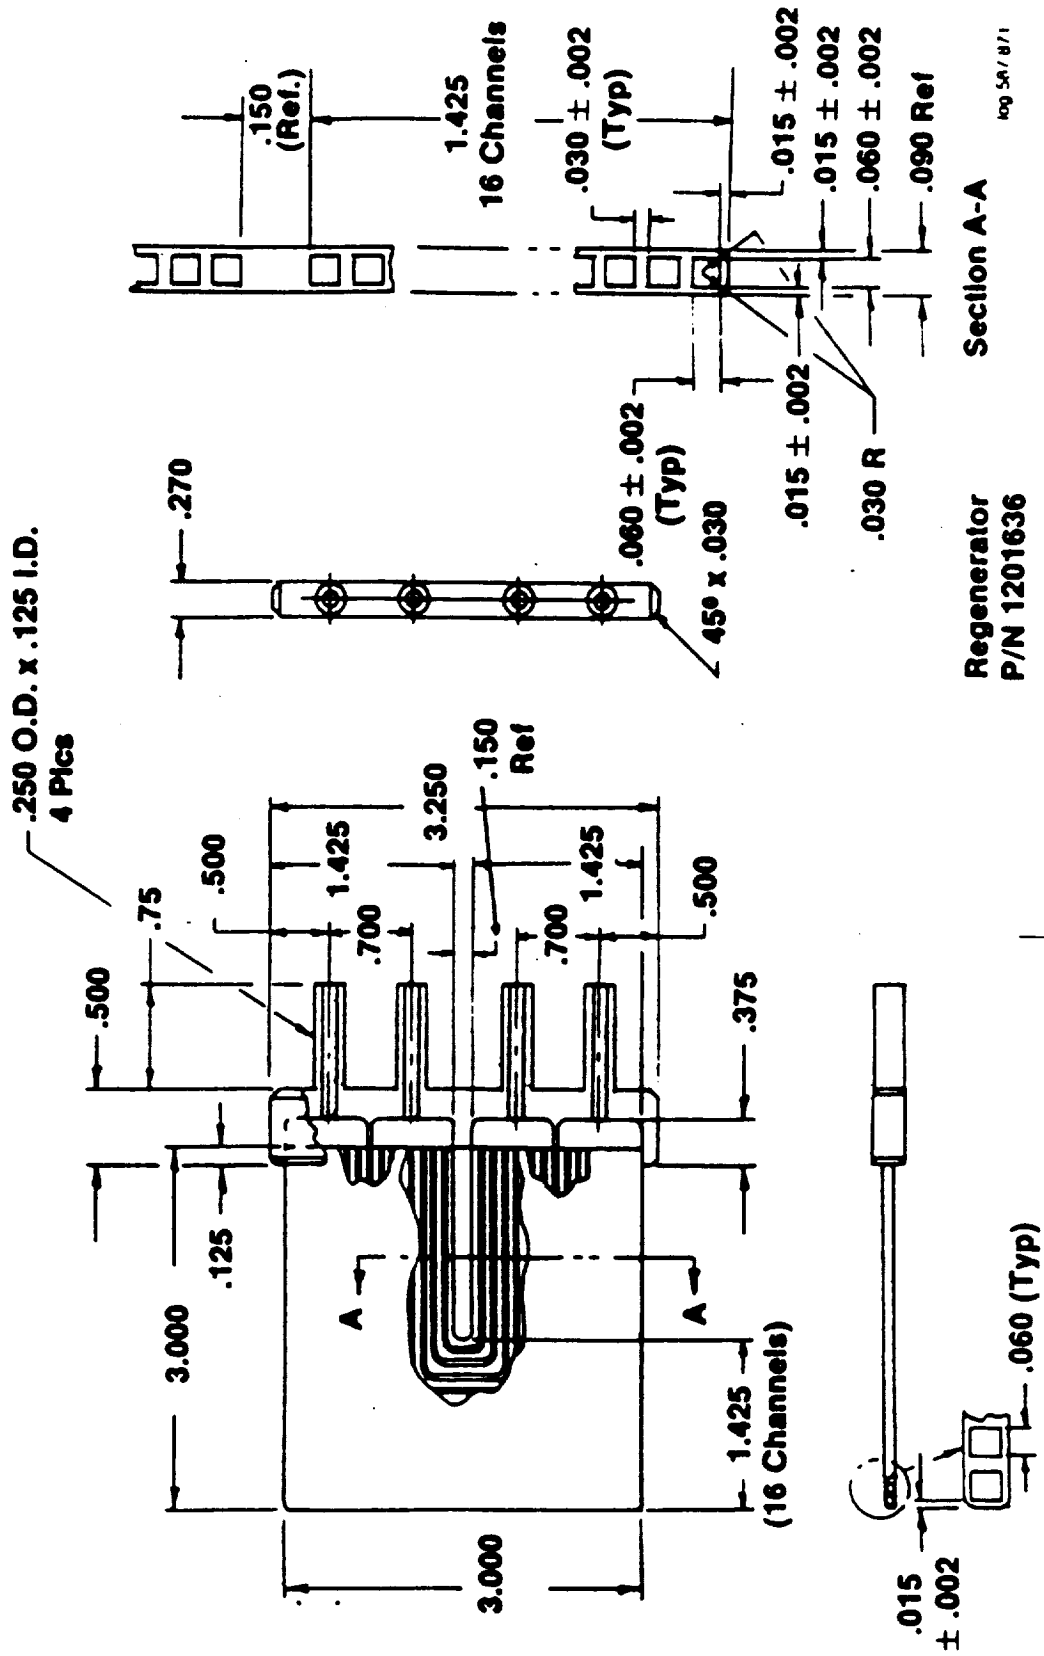 .250 O.D. x .125 I.D.
4 Plcs
.500
.75
.500
.125
3.000
1.425
3.250
.700
.150
Ref
.700
1.425
.500
.375
A
A
1.425
(16 Channels)
3.000
.015
± .002
.060 (Typ)
.270
45° x .030
.150
(Ref.)
1.425
16 Channels
.030 ± .002
(Typ)
.060 ± .002
(Typ)
.015 ± .002
.015 ± .002
.015 ± .002
.060 ± .002
.090 Ref
.030 R
Section A-A
Regenerator
P/N 1201636